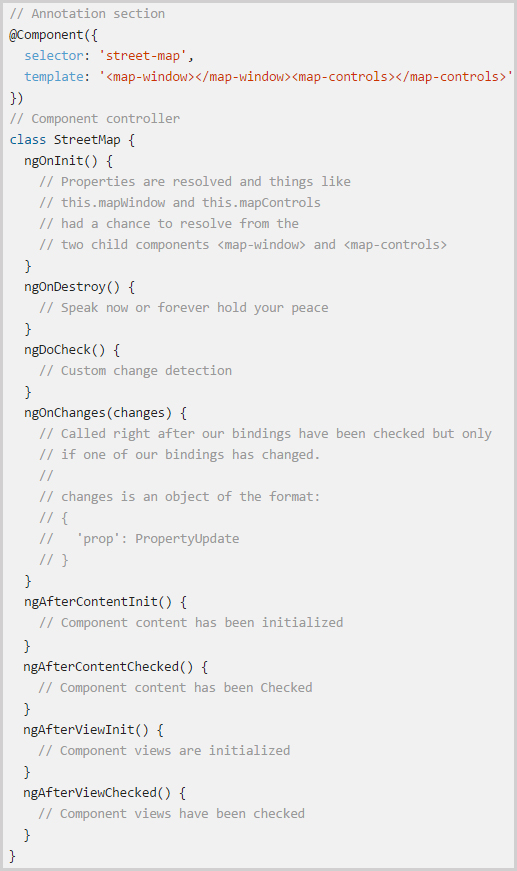 // Annotation section
@Component({
  selector: 'street-map',
  template: '<map-window></map-window><map-controls></map-controls>'
})
// Component controller
class StreetMap {
  ngOnInit() {
    // Properties are resolved and things like
    // this.mapWindow and this.mapControls
    // had a chance to resolve from the
    // two child components <map-window> and <map-controls>
  }
  ngOnDestroy() {
    // Speak now or forever hold your peace
  }
  ngDoCheck() {
    // Custom change detection
  }
  ngOnChanges(changes) {
    // Called right after our bindings have been checked but only
    // if one of our bindings has changed.
    //
    // changes is an object of the format:
    // {
    //   'prop': PropertyUpdate
    // }
  }
  ngAfterContentInit() {
    // Component content has been initialized
  }
  ngAfterContentChecked() {
    // Component content has been Checked
  }
  ngAfterViewInit() {
    // Component views are initialized
  }
  ngAfterViewChecked() {
    // Component views have been checked
  }
}